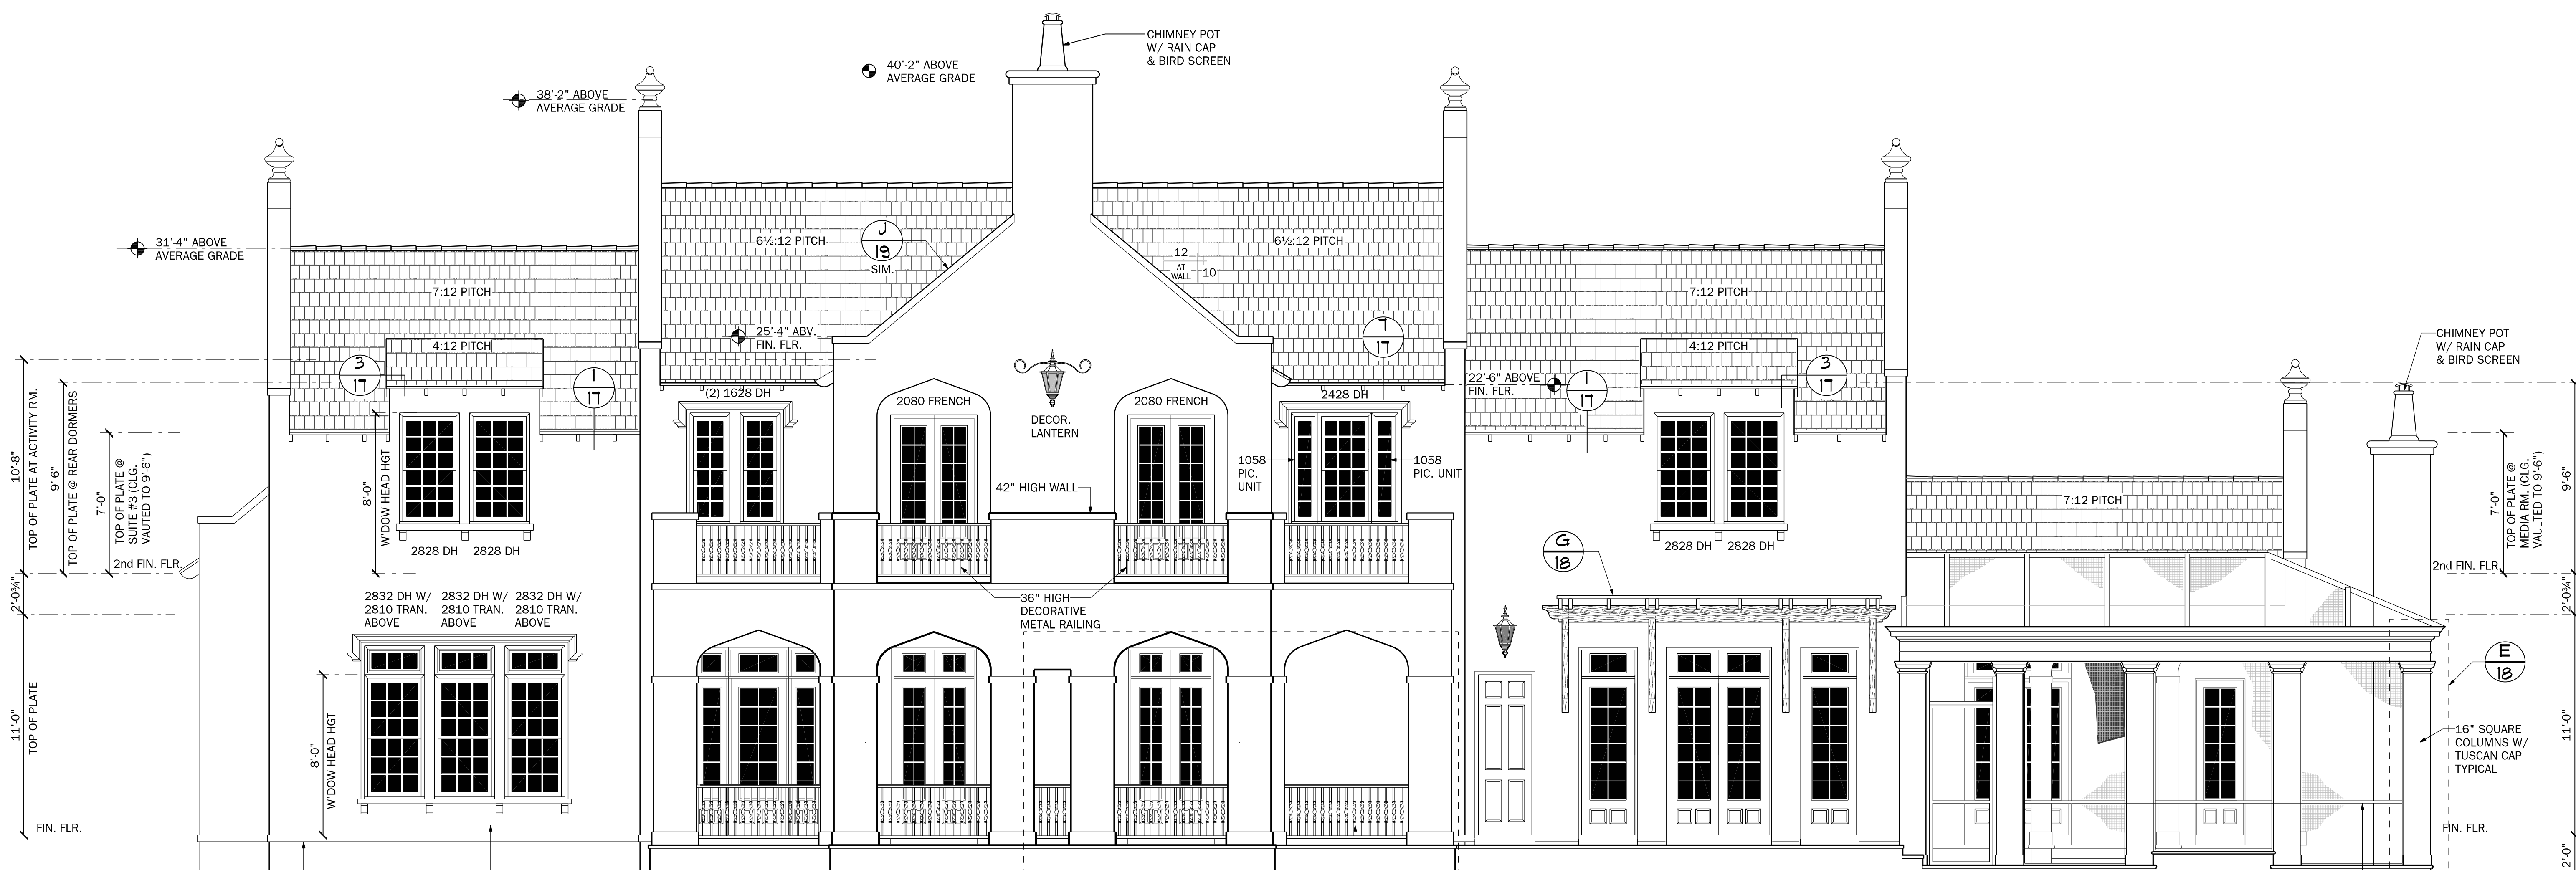 CHIMNEY POT
W/ RAIN CAP
& BIRD SCREEN
40'-2" ABOVE
AVERAGE GRADE
38'-2" ABOVE
AVERAGE GRADE
31'-4" ABOVE
AVERAGE GRADE
6½:12 PITCH
J
19
SIM.
6½:12 PITCH
12
AT
WALL
10
7:12 PITCH
7:12 PITCH
25'-4" ABV.
FIN. FLR.
7
17
4:12 PITCH
3
17
1
17
4:12 PITCH
3
17
22'-6" ABOVE
FIN. FLR.
1
17
CHIMNEY POT
W/ RAIN CAP
& BIRD SCREEN
(2) 1628 DH
2080 FRENCH
DECOR.
LANTERN
2080 FRENCH
2428 DH
1058
PIC.
UNIT
1058
PIC. UNIT
42" HIGH WALL
10'-8"
TOP OF PLATE AT ACTIVITY RM.
9'-6"
TOP OF PLATE @ REAR DORMERS
7'-0"
TOP OF PLATE @
SUITE #3 (CLG.
VAUTED TO 9'-6")
8'-0"
W'DOW HEAD HGT
2828 DH
2828 DH
2828 DH
2828 DH
7:12 PITCH
7'-0"
TOP OF PLATE @
MEDIA RM. (CLG.
VAULTED TO 9'-6")
9'-6"
2nd FIN. FLR.
2nd FIN. FLR.
G
18
2'-0¾"
2'-0¾"
2832 DH W/
2810 TRAN.
ABOVE
2832 DH W/
2810 TRAN.
ABOVE
2832 DH W/
2810 TRAN.
ABOVE
36" HIGH
DECORATIVE
METAL RAILING
E
18
11'-0"
TOP OF PLATE
8'-0"
W'DOW HEAD HGT
16" SQUARE
COLUMNS W/
TUSCAN CAP
TYPICAL
11'-0"
FIN. FLR.
FIN. FLR.
2'-0"